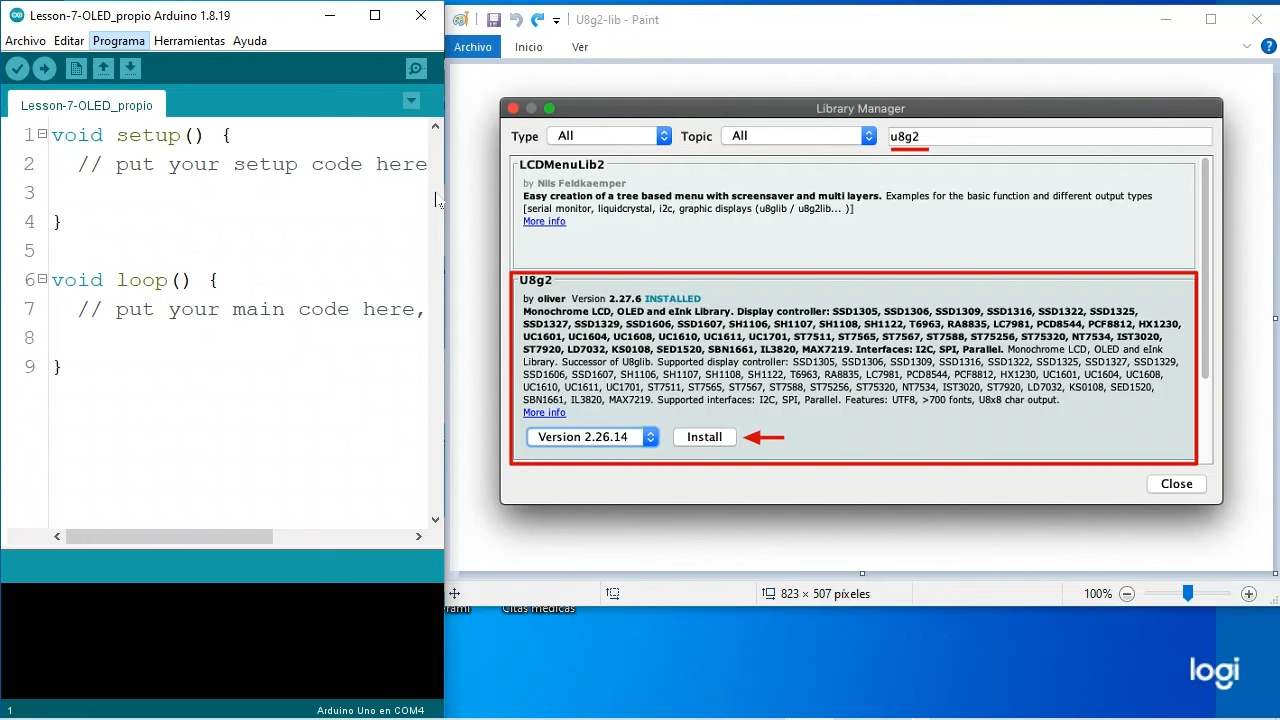 Lesson-7-OLED_propio Arduino 1.8.19
Archivo Editar Programa Herramientas Ayuda
Lesson-7-OLED_propio
1 void setup() {
2 // put your setup code here
3
4 }
5
6 void loop() {
7 // put your main code here,
8
9 }
1 Arduino Uno en COM4
U8g2-lib - Paint
Archivo Inicio Ver
Library Manager
Type All Topic All u8g2
LCDMenuLib2
by Nils Feldkaemper
Easy creation of a tree based menu with screensaver and multi layers. Examples for the basic function and different output types
[serial monitor, liquidcrystal, i2c, graphic displays (u8glib / u8g2lib... )]
More info
U8g2
by oliver Version 2.27.6 INSTALLED
Monochrome LCD, OLED and eInk Library. Display controller: SSD1305, SSD1306, SSD1309, SSD1316, SSD1322, SSD1325,
SSD1327, SSD1329, SSD1606, SSD1607, SH1106, SH1107, SH1108, SH1122, T6963, RA8835, LC7981, PCD8544, PCF8812, HX1230,
UC1601, UC1604, UC1608, UC1610, UC1611, UC1701, ST7511, ST7565, ST7567, ST7588, ST75256, ST75320, NT7534, IST3020,
ST7920, LD7032, KS0108, SED1520, SBN1661, IL3820, MAX7219. Interfaces: I2C, SPI, Parallel. Monochrome LCD, OLED and eInk
Library. Successor of U8glib. Supported display controller: SSD1305, SSD1306, SSD1309, SSD1316, SSD1322, SSD1325, SSD1327, SSD1329,
SSD1606, SSD1607, SH1106, SH1107, SH1108, SH1122, T6963, RA8835, LC7981, PCD8544, PCF8812, HX1230, UC1601, UC1604, UC1608,
UC1610, UC1611, UC1701, ST7511, ST7565, ST7567, ST7588, ST75256, ST75320, NT7534, IST3020, ST7920, LD7032, KS0108, SED1520,
SBN1661, IL3820, MAX7219. Supported interfaces: I2C, SPI, Parallel. Features: UTF8, >700 fonts, U8x8 char output.
More info
Version 2.26.14 Install
Close
823 × 507 píxeles 100%
Citas médicas
logi